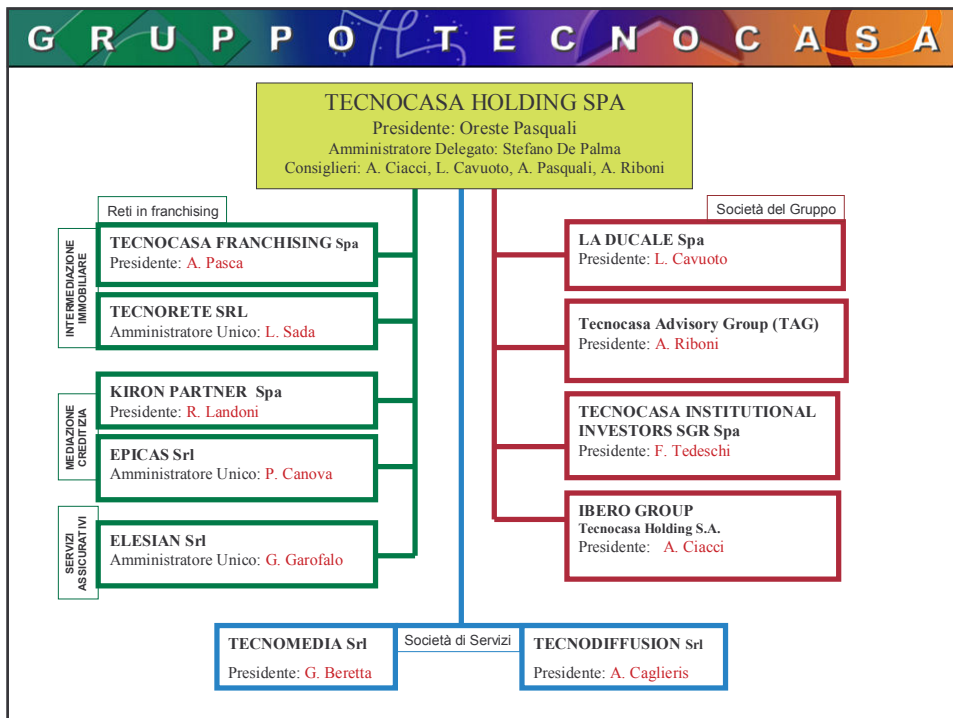 GRUPPO TECNOCASA
TECNOCASA HOLDING SPA
Presidente: Oreste Pasquali
Amministratore Delegato: Stefano De Palma
Consiglieri: A. Ciacci, L. Cavuoto, A. Pasquali, A. Riboni
Reti in franchising
INTERMEDIAZIONE
IMMOBILIARE
TECNOCASA FRANCHISING Spa
Presidente: A. Pasca
TECNORETE SRL
Amministratore Unico: L. Sada
MEDIAZIONE
CREDITIZIA
KIRON PARTNER Spa
Presidente: R. Landoni
EPICAS Srl
Amministratore Unico: P. Canova
SERVIZI
ASSICURATIVI
ELESIAN Srl
Amministratore Unico: G. Garofalo
Società del Gruppo
LA DUCALE Spa
Presidente: L. Cavuoto
Tecnocasa Advisory Group (TAG)
Presidente: A. Riboni
TECNOCASA INSTITUTIONAL
INVESTORS SGR Spa
Presidente: F. Tedeschi
IBERO GROUP
Tecnocasa Holding S.A.
Presidente: A. Ciacci
Società di Servizi
TECNOMEDIA Srl
Presidente: G. Beretta
TECNODIFFUSION Srl
Presidente: A. Caglieris